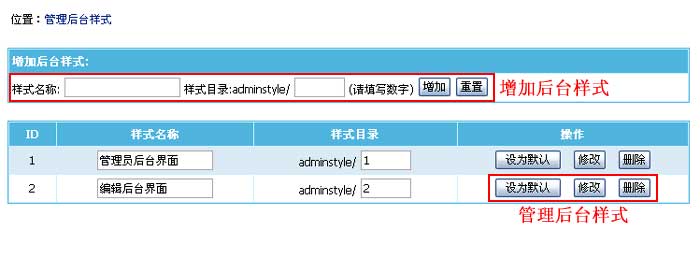 位置：管理后台样式
增加后台样式:
样式名称: 样式目录:adminstyle/ (请填写数字) 增加 重置 增加后台样式
ID 样式名称 样式目录 操作
1 管理员后台界面 adminstyle/ 1 设为默认 修改 删除
2 编辑后台界面 adminstyle/ 2 设为默认 修改 删除
管理后台样式